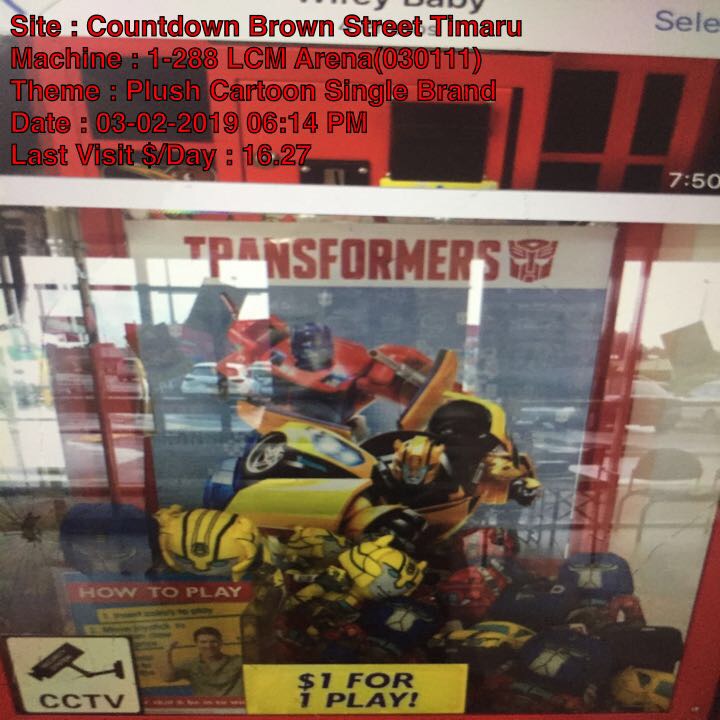 Wifey Baby
Site : Countdown Brown Street Timaru
Sele
Machine : 1-288 LCM Arena(030111)
Theme : Plush Cartoon Single Brand
Date : 03-02-2019 06:14 PM
Last Visit $/Day : 16.27
7:50
TRANSFORMERS
HOW TO PLAY
CCTV
$1 FOR
1 PLAY!